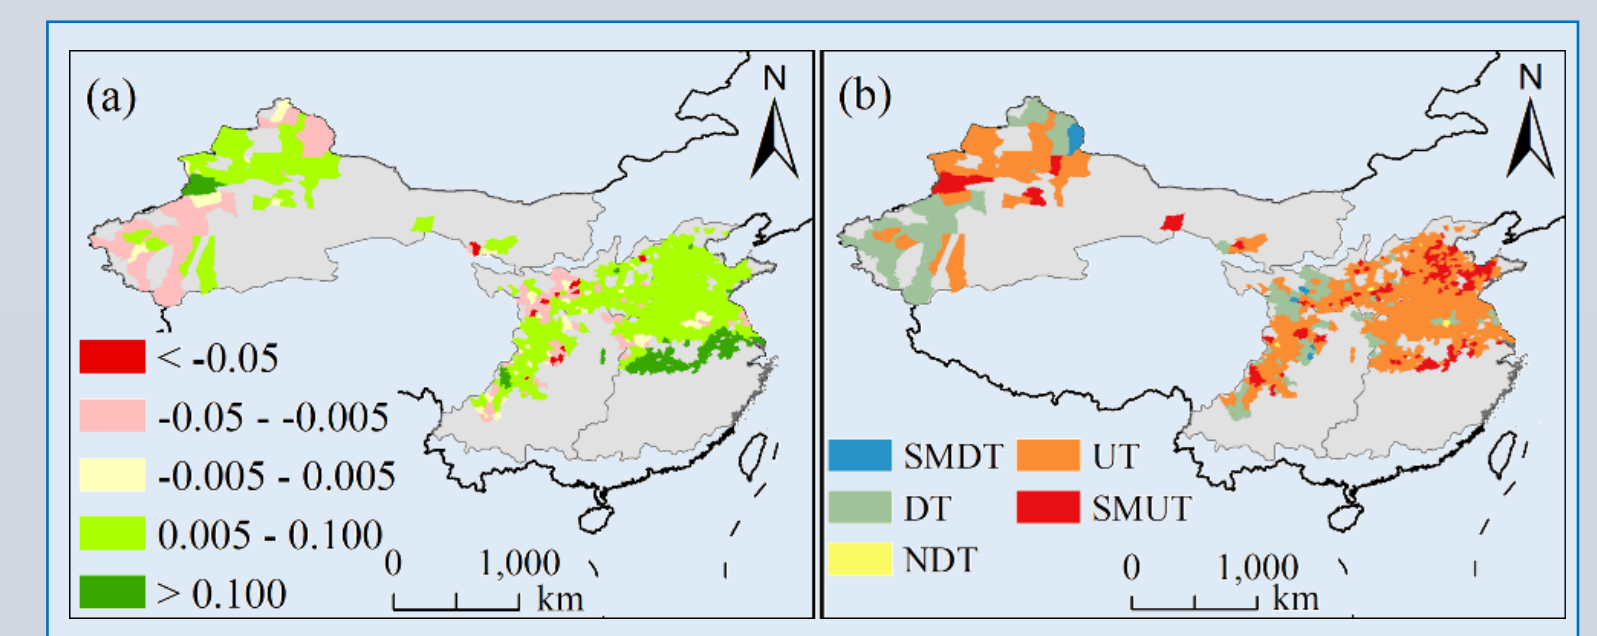 (a)
N
< -0.05
-0.05 - -0.005
-0.005 - 0.005
0.005 - 0.100
> 0.100
0 1,000
km
(b)
N
SMDT UT
DT SMUT
NDT
0 1,000
km